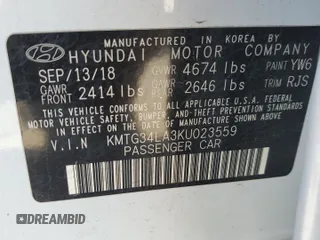 MANUFACTURED IN KOREA BY
HYUNDAI MOTOR COMPANY
SEP/13/18 GVWR 4674 lbs PAINT YW6
GAWR FRONT 2414 lbs GAWR REAR 2646 lbs TRIM RJS
THIS VEHICLE CONFORMS TO ALL APPLICABLE
FEDERAL MOTOR VEHICLE SAFETY, BUMPER, AND THEFT
PREVENTION STANDARDS IN EFFECT ON THE DATE OF
MANUFACTURE SHOWN ABOVE.
V.I.N KMTG34LA3KU023559
PASSENGER CAR
©DREAMBID